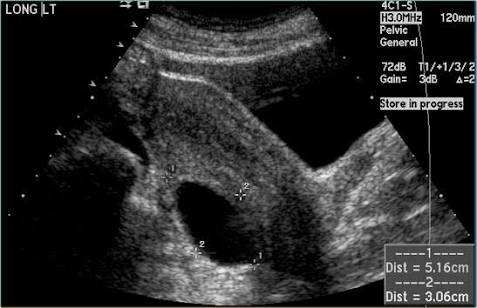 LONG LT
4C1-S
H3.0MHz 120mm
Pelvic
General
72dB T1/+1/3/2
Gain= 3dB Δ=2
Store in progress
1
2
2
1
----1----
Dist = 5.16cm
----2----
Dist = 3.06cm